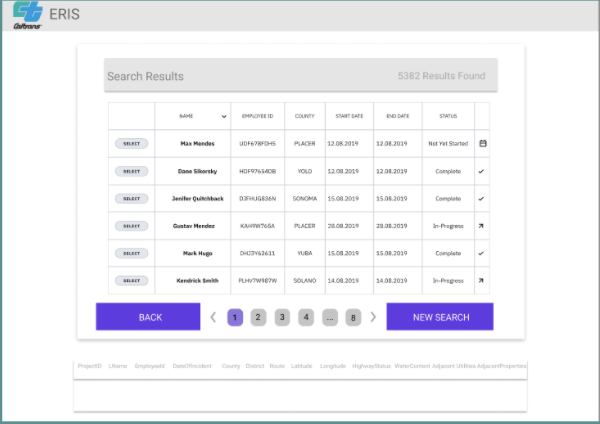 Caltrans ERIS
Search Results 5382 Results Found
NAME EMPLOYEE ID COUNTY START DATE END DATE STATUS
SELECT Max Mendes PLACER 12.08.2019 12.08.2019 Not Yet Started
SELECT Dane Sikorsky YOLO 12.08.2019 12.08.2019 Complete
SELECT Jenifer Quitchback D3FHUG836N SONOMA 15.08.2019 15.08.2019 Complete
SELECT Gustav Mendez KAH9W765A PLACER 28.08.2019 28.08.2019 In-Progress
SELECT Mark Hugo DHJ3Y62611 YUBA 15.08.2019 15.08.2019 Complete
SELECT Kendrick Smith PLHV7W987W SOLANO 14.08.2019 14.08.2019 In-Progress
BACK < 1 2 3 4 ... 8 > NEW SEARCH
ProjectID LName EmployeeId DateOfIncident County District Route Latitude Longitude HighwayStatus WaterContent Adjacent Utilities AdjacentProperties